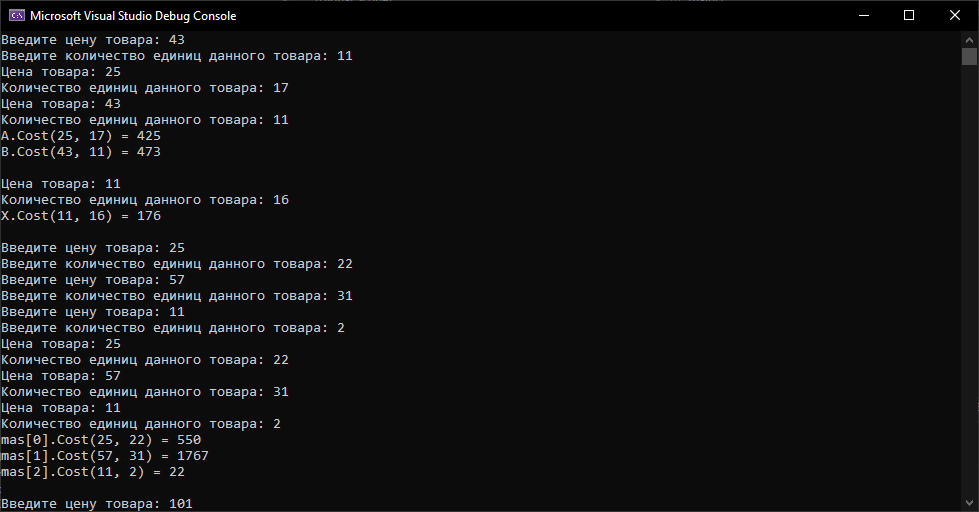 Microsoft Visual Studio Debug Console
Введите цену товара: 43
Введите количество единиц данного товара: 11
Цена товара: 25
Количество единиц данного товара: 17
Цена товара: 43
Количество единиц данного товара: 11
A.Cost(25, 17) = 425
B.Cost(43, 11) = 473
Цена товара: 11
Количество единиц данного товара: 16
X.Cost(11, 16) = 176
Введите цену товара: 25
Введите количество единиц данного товара: 22
Введите цену товара: 57
Введите количество единиц данного товара: 31
Введите цену товара: 11
Введите количество единиц данного товара: 2
Цена товара: 25
Количество единиц данного товара: 22
Цена товара: 57
Количество единиц данного товара: 31
Цена товара: 11
Количество единиц данного товара: 2
mas[0].Cost(25, 22) = 550
mas[1].Cost(57, 31) = 1767
mas[2].Cost(11, 2) = 22
Введите цену товара: 101